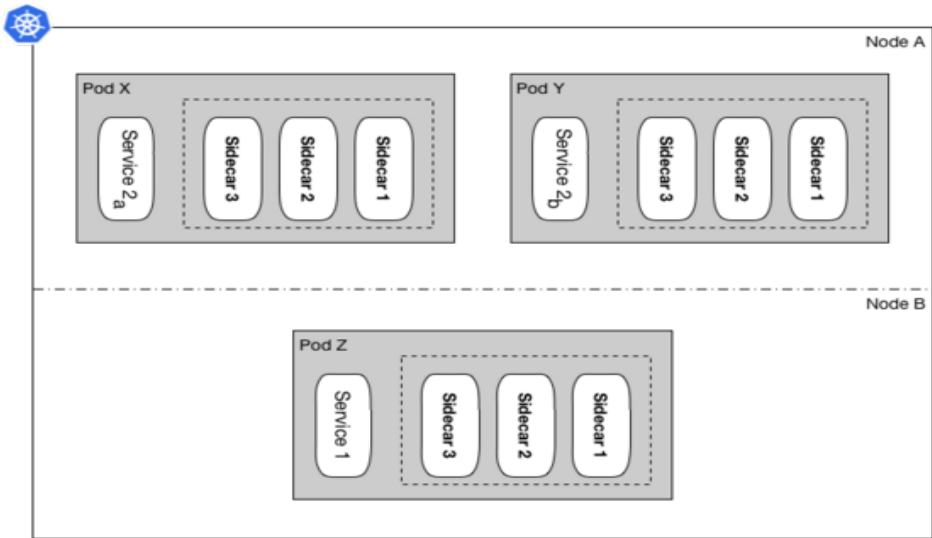 Node A
Pod X
Service 2a
Sidecar 3
Sidecar 2
Sidecar 1
Pod Y
Service 2b
Sidecar 3
Sidecar 2
Sidecar 1
Node B
Pod Z
Service 1
Sidecar 3
Sidecar 2
Sidecar 1